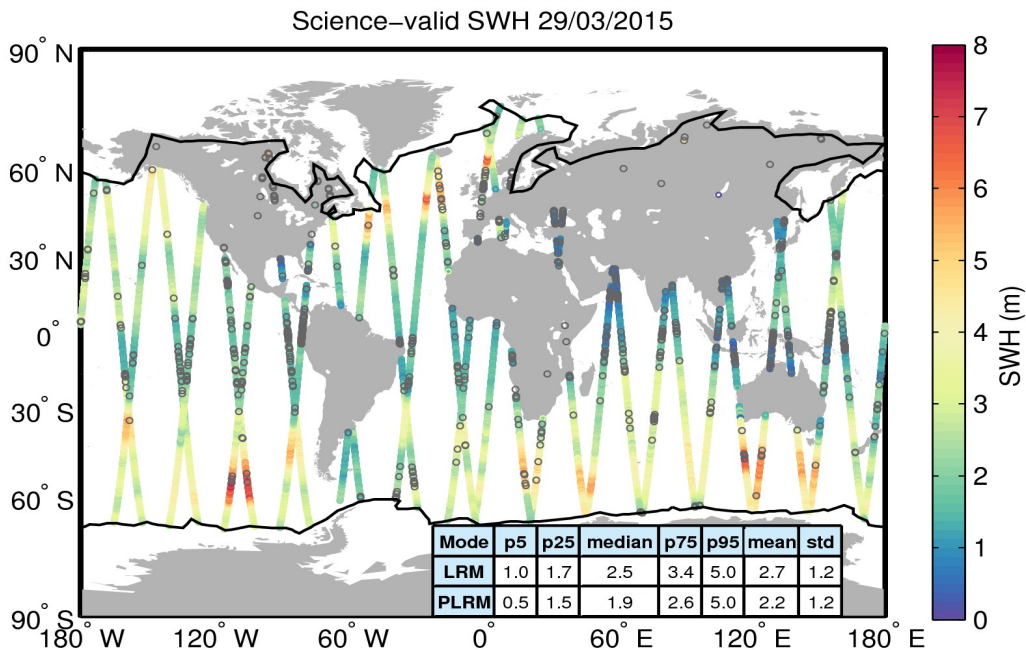 Science−valid SWH 29/03/2015
90° N
60° N
30° N
0°
30° S
60° S
90° S
180° W 120° W 60° W 0° 60° E 120° E 180° E
Mode p5 p25 median p75 p95 mean std
LRM 1.0 1.7 2.5 3.4 5.0 2.7 1.2
PLRM 0.5 1.5 1.9 2.6 5.0 2.2 1.2
8
7
6
5
4
3
2
1
0
SWH (m)